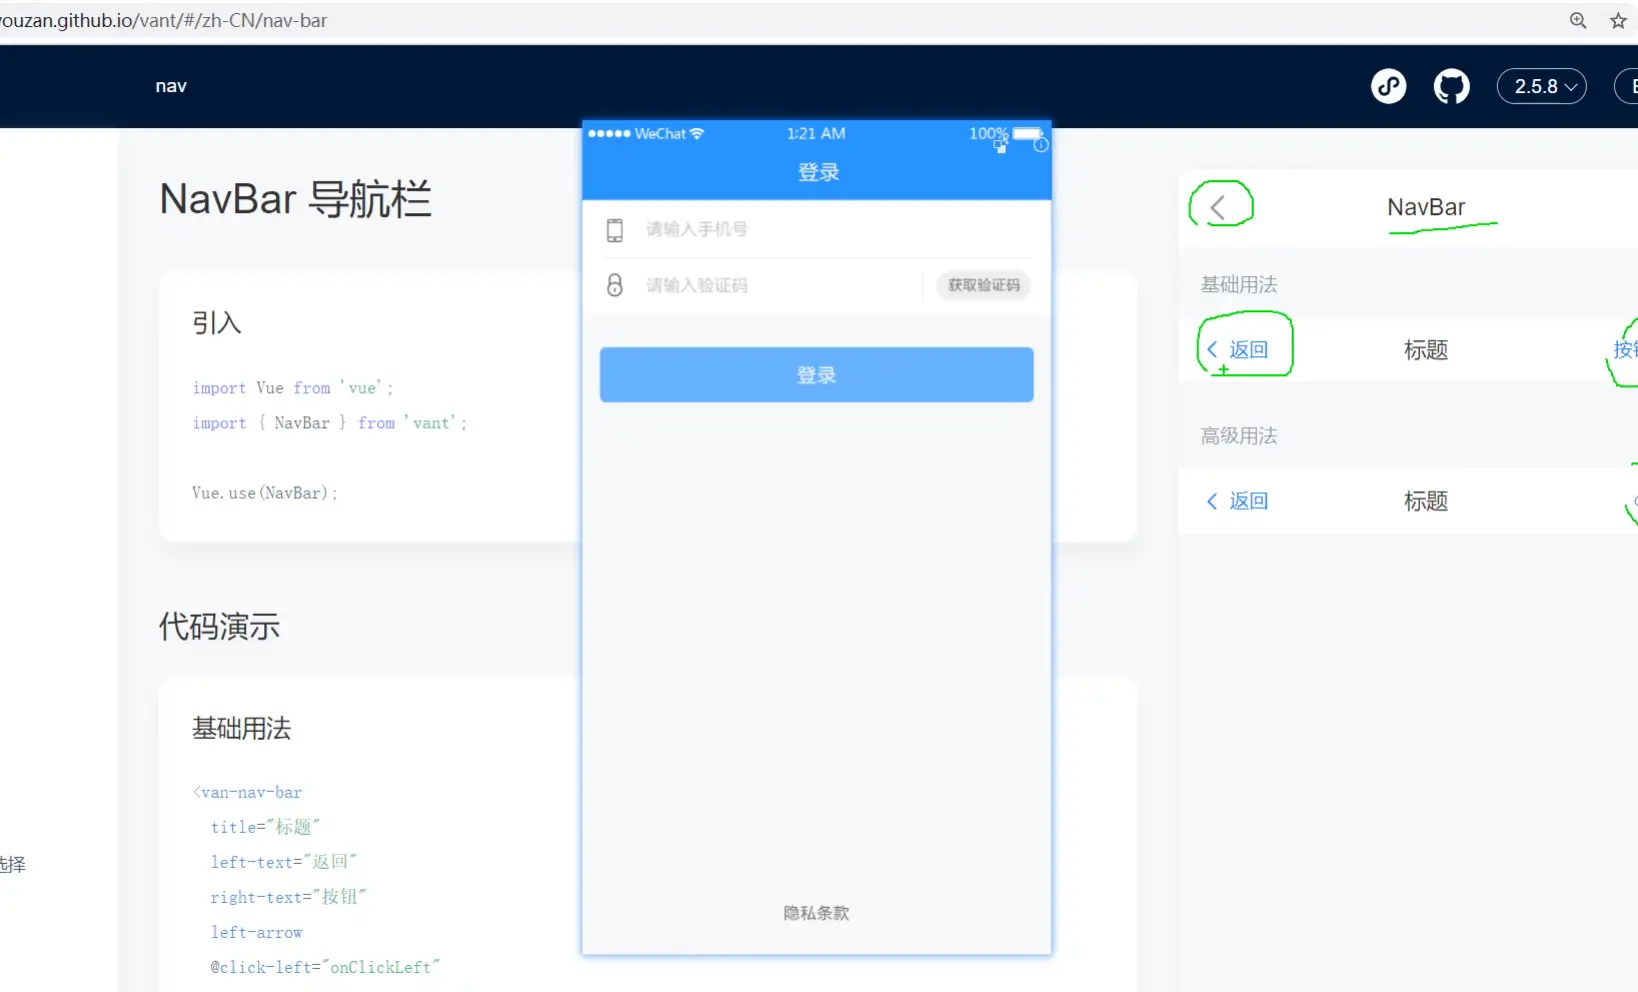 youzan.github.io/vant/#/zh-CN/nav-bar
nav
2.5.8
WeChat
1:21 AM
100%
登录
请输入手机号
请输入验证码
获取验证码
登录
隐私条款
NavBar 导航栏
引入
import Vue from 'vue';
import { NavBar } from 'vant';
Vue.use(NavBar);
代码演示
基础用法
<van-nav-bar
title="标题"
left-text="返回"
right-text="按钮"
left-arrow
@click-left="onClickLeft"
选择
NavBar
基础用法
返回
标题
按钮
高级用法
返回
标题